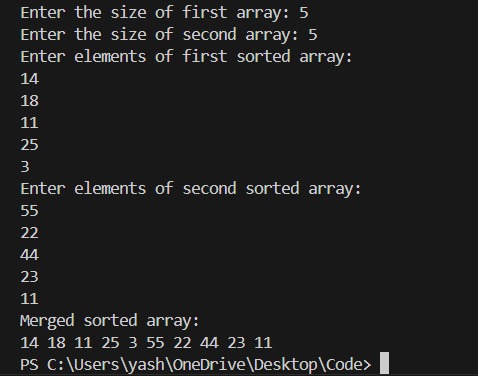 Enter the size of first array: 5
Enter the size of second array: 5
Enter elements of first sorted array:
14
18
11
25
3
Enter elements of second sorted array:
55
22
44
23
11
Merged sorted array:
14 18 11 25 3 55 22 44 23 11
PS C:\Users\yash\OneDrive\Desktop\Code>